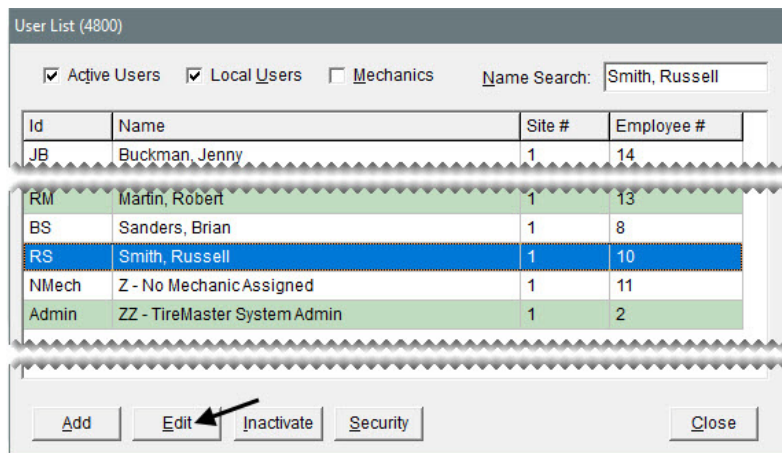 User List (4800)
Active Users Local Users Mechanics Name Search: Smith, Russell
Id Name Site # Employee #
JB Buckman, Jenny 1 14
RM Martin, Robert 1 13
BS Sanders, Brian 1 8
RS Smith, Russell 1 10
NMech Z - No Mechanic Assigned 1 11
Admin ZZ - TireMaster System Admin 1 2
Add Edit Inactivate Security Close